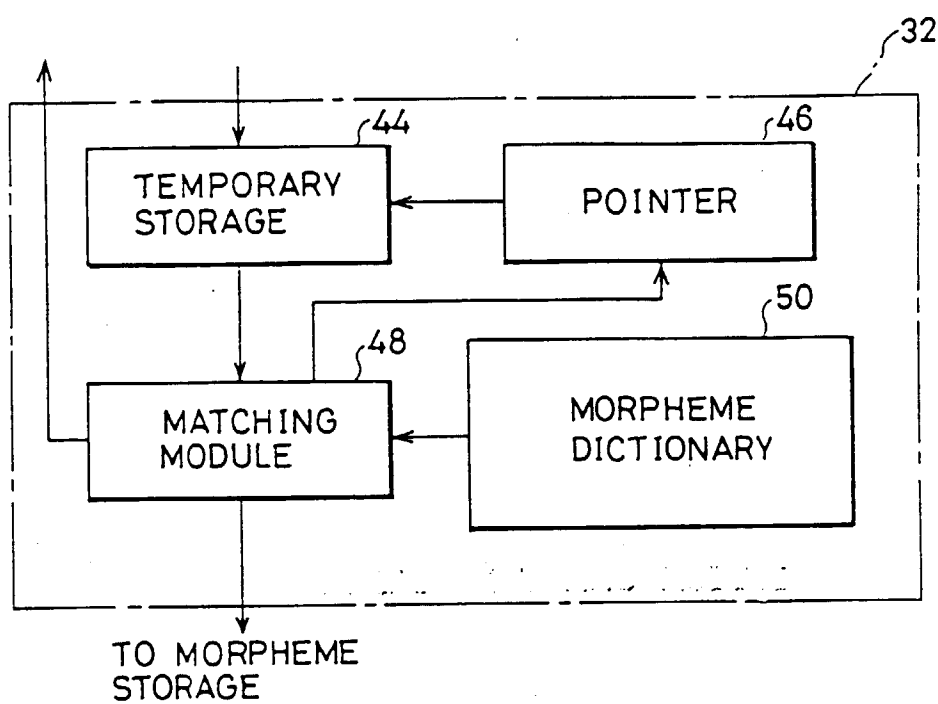 32
44
46
TEMPORARY
STORAGE
POINTER
50
48
MATCHING
MODULE
MORPHEME
DICTIONARY
TO MORPHEME
STORAGE